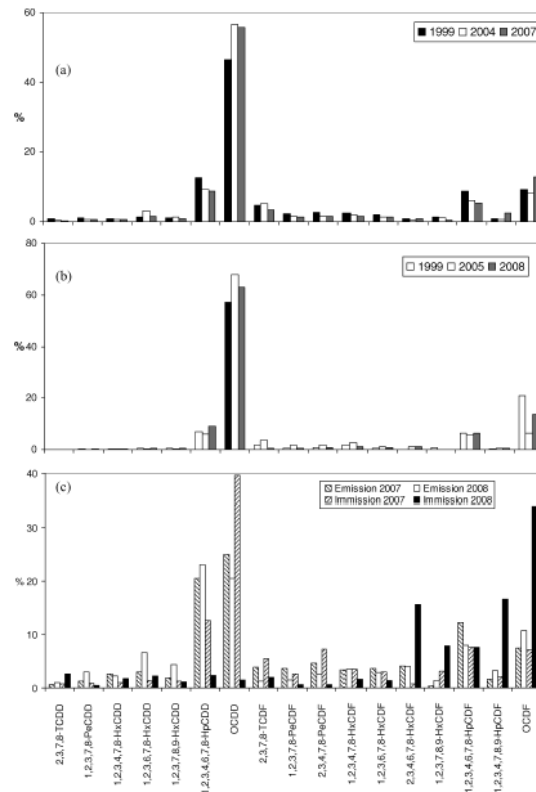 60
40
20
0
%
(a)
1999 2004 2007
80
60
40
20
0
%
(b)
1999 2005 2008
40
30
20
10
0
%
(c)
Emission 2007 Emission 2008
Immission 2007 Immission 2008
2,3,7,8-TCDD
1,2,3,7,8-PeCDD
1,2,3,4,7,8-HxCDD
1,2,3,6,7,8-HxCDD
1,2,3,7,8,9-HxCDD
1,2,3,4,6,7,8-HpCDD
OCDD
2,3,7,8-TCDF
1,2,3,7,8-PeCDF
2,3,4,7,8-PeCDF
1,2,3,4,7,8-HxCDF
1,2,3,6,7,8-HxCDF
2,3,4,6,7,8-HxCDF
1,2,3,7,8,9-HxCDF
1,2,3,4,6,7,8-HpCDF
1,2,3,4,7,8,9-HpCDF
OCDF